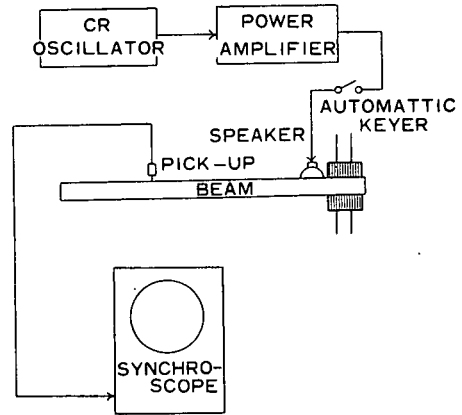 CR
OSCILLATOR
POWER
AMPLIFIER
AUTOMATTIC
KEYER
SPEAKER
PICK-UP
BEAM
SYNCHRO-
SCOPE